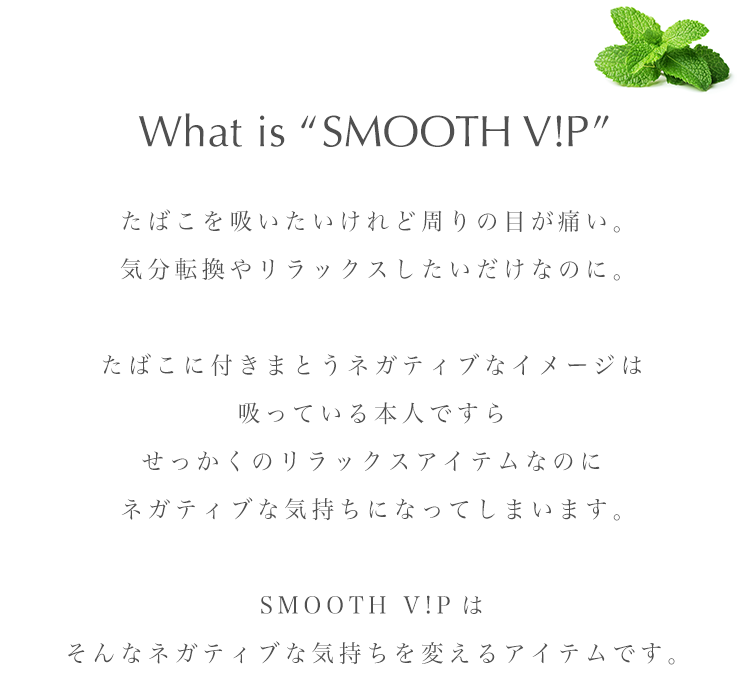 What is “SMOOTH V!P”
たばこを吸いたいけれど周りの目が痛い。
気分転換やリラックスしたいだけなのに。
たばこに付きまとうネガティブなイメージは
吸っている本人ですら
せっかくのリラックスアイテムなのに
ネガティブな気持ちになってしまいます。
SMOOTH V!Pは
そんなネガティブな気持ちを変えるアイテムです。